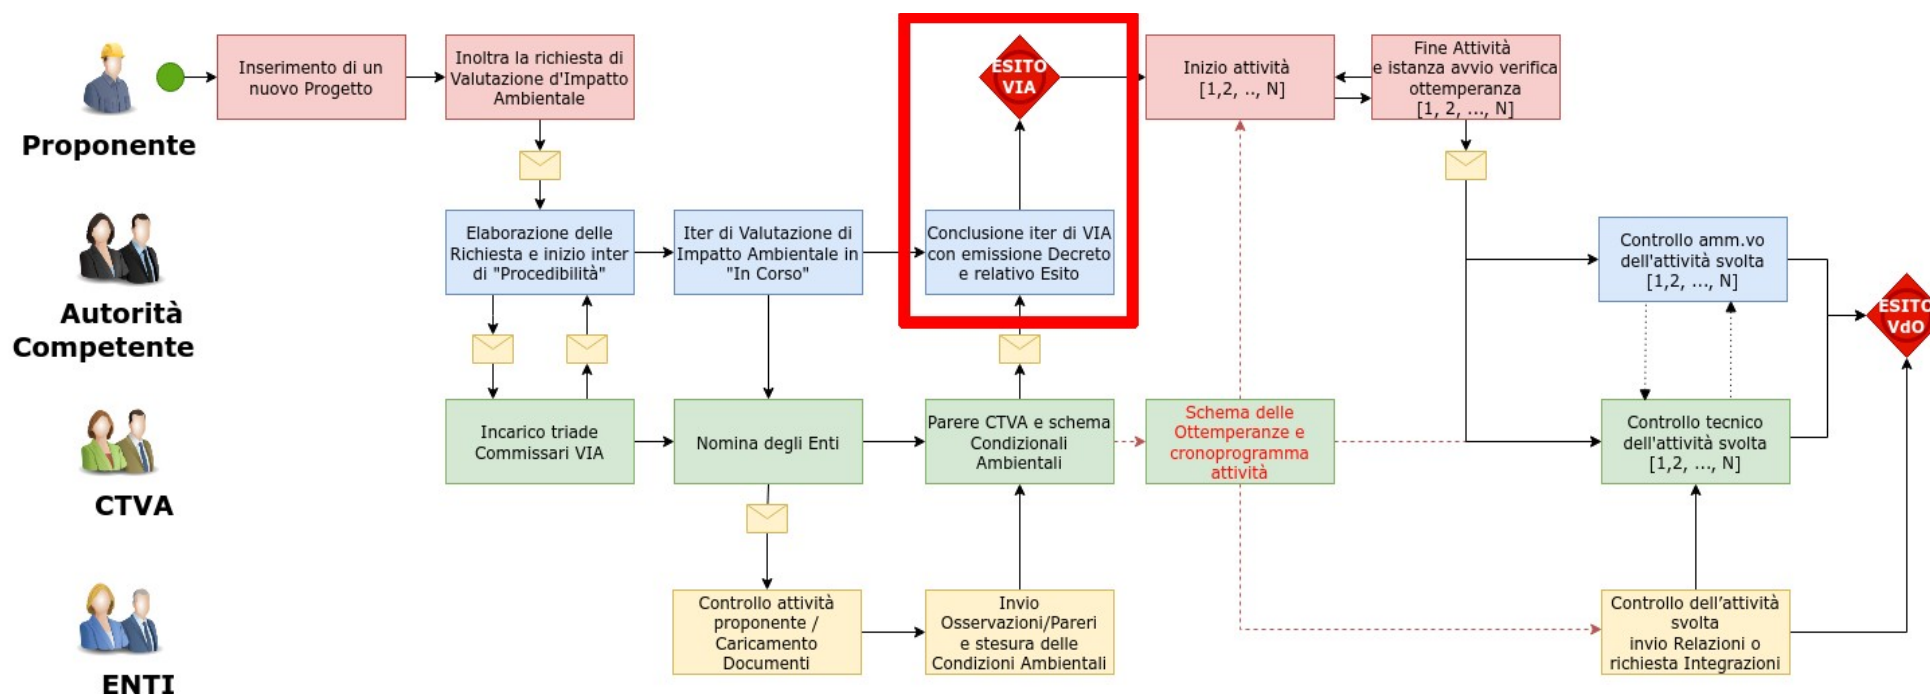 Proponente
Inserimento di un
nuovo Progetto
Inoltra la richiesta di
Valutazione d'Impatto
Ambientale
ESITO
VIA
Inizio attività
[1,2, .., N]
Fine Attività
e istanza avvio verifica
ottemperanza
[1, 2, ..., N]
Autorità
Competente
Elaborazione delle
Richiesta e inizio inter
di "Procedibilità"
Iter di Valutazione di
Impatto Ambientale in
"In Corso"
Conclusione iter di VIA
con emissione Decreto
e relativo Esito
Controllo amm.vo
dell'attività svolta
[1,2, ..., N]
ESITO
VdO
CTVA
Incarico triade
Commissari VIA
Nomina degli Enti
Parere CTVA e schema
Condizionali
Ambientali
Schema delle
Ottemperanze e
cronoprogramma
attività
Controllo tecnico
dell'attività svolta
[1,2, ..., N]
ENTI
Controllo attività
proponente /
Caricamento
Documenti
Invio
Osservazioni/Pareri
e stesura delle
Condizioni Ambientali
Controllo dell'attività
svolta
invio Relazioni o
richiesta Integrazioni